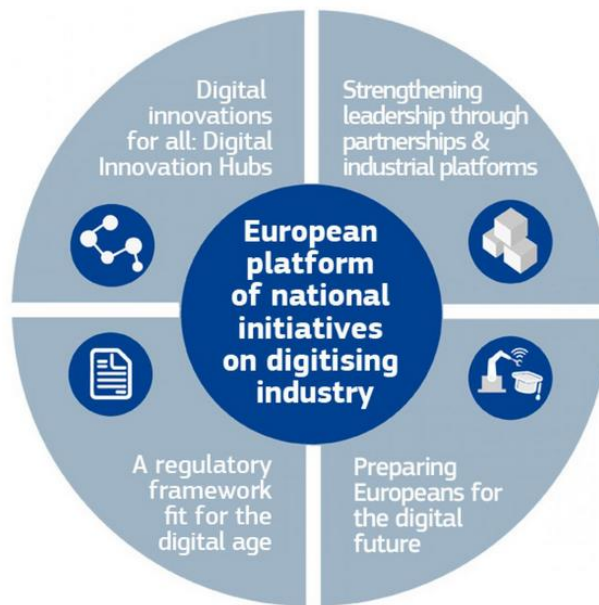 Digital
innovations
for all: Digital
Innovation Hubs
Strengthening
leadership through
partnerships &
industrial platforms
European
platform
of national
initiatives
on digitising
industry
A regulatory
framework
fit for the
digital age
Preparing
Europeans for
the digital
future